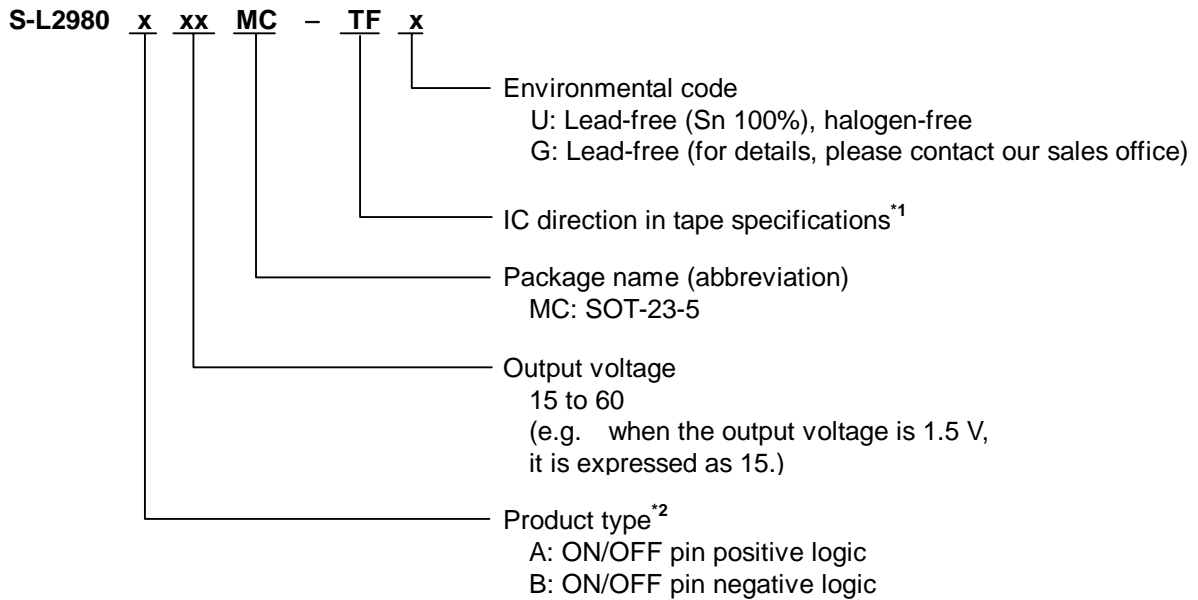 S-L2980 x xx MC – TF x
Environmental code
U: Lead-free (Sn 100%), halogen-free
G: Lead-free (for details, please contact our sales office)
IC direction in tape specifications*1
Package name (abbreviation)
MC: SOT-23-5
Output voltage
15 to 60
(e.g. when the output voltage is 1.5 V,
it is expressed as 15.)
Product type*2
A: ON/OFF pin positive logic
B: ON/OFF pin negative logic